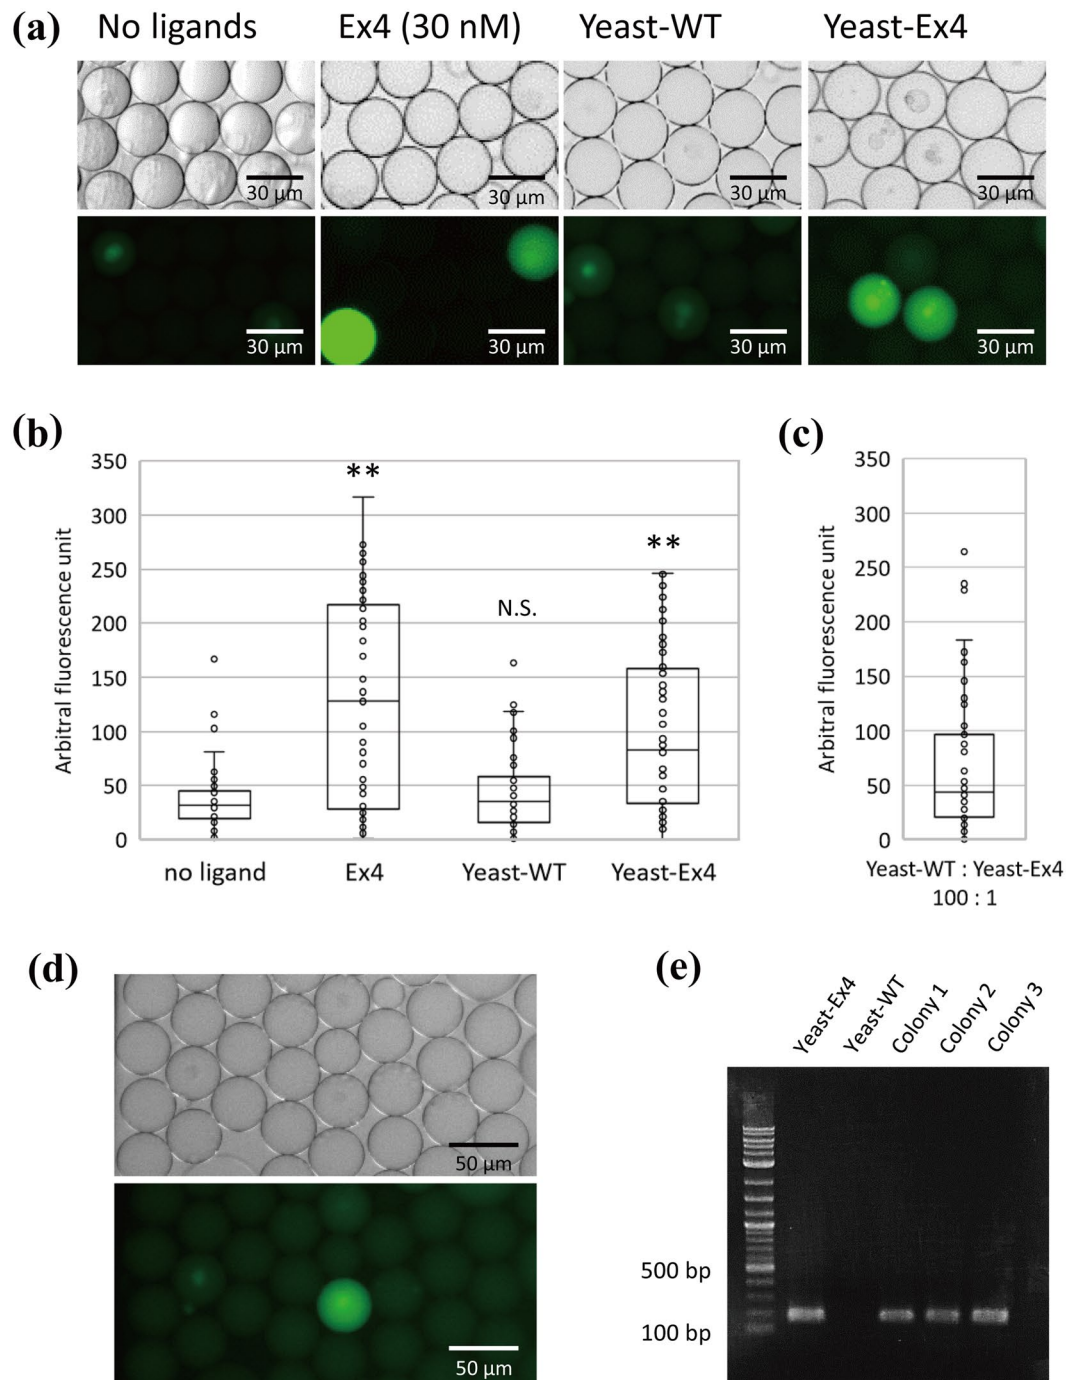 (a)
No ligands
Ex4 (30 nM)
Yeast-WT
Yeast-Ex4
30 µm
30 µm
30 µm
30 µm
30 µm
30 µm
30 µm
30 µm
(b)
Arbitral fluorescence unit
350
300
250
200
150
100
50
0
**
N.S.
**
no ligand
Ex4
Yeast-WT
Yeast-Ex4
(c)
Arbitral fluorescence unit
350
300
250
200
150
100
50
0
Yeast-WT : Yeast-Ex4
100 : 1
(d)
50 µm
50 µm
(e)
Yeast-Ex4
Yeast-WT
Colony 1
Colony 2
Colony 3
500 bp
100 bp